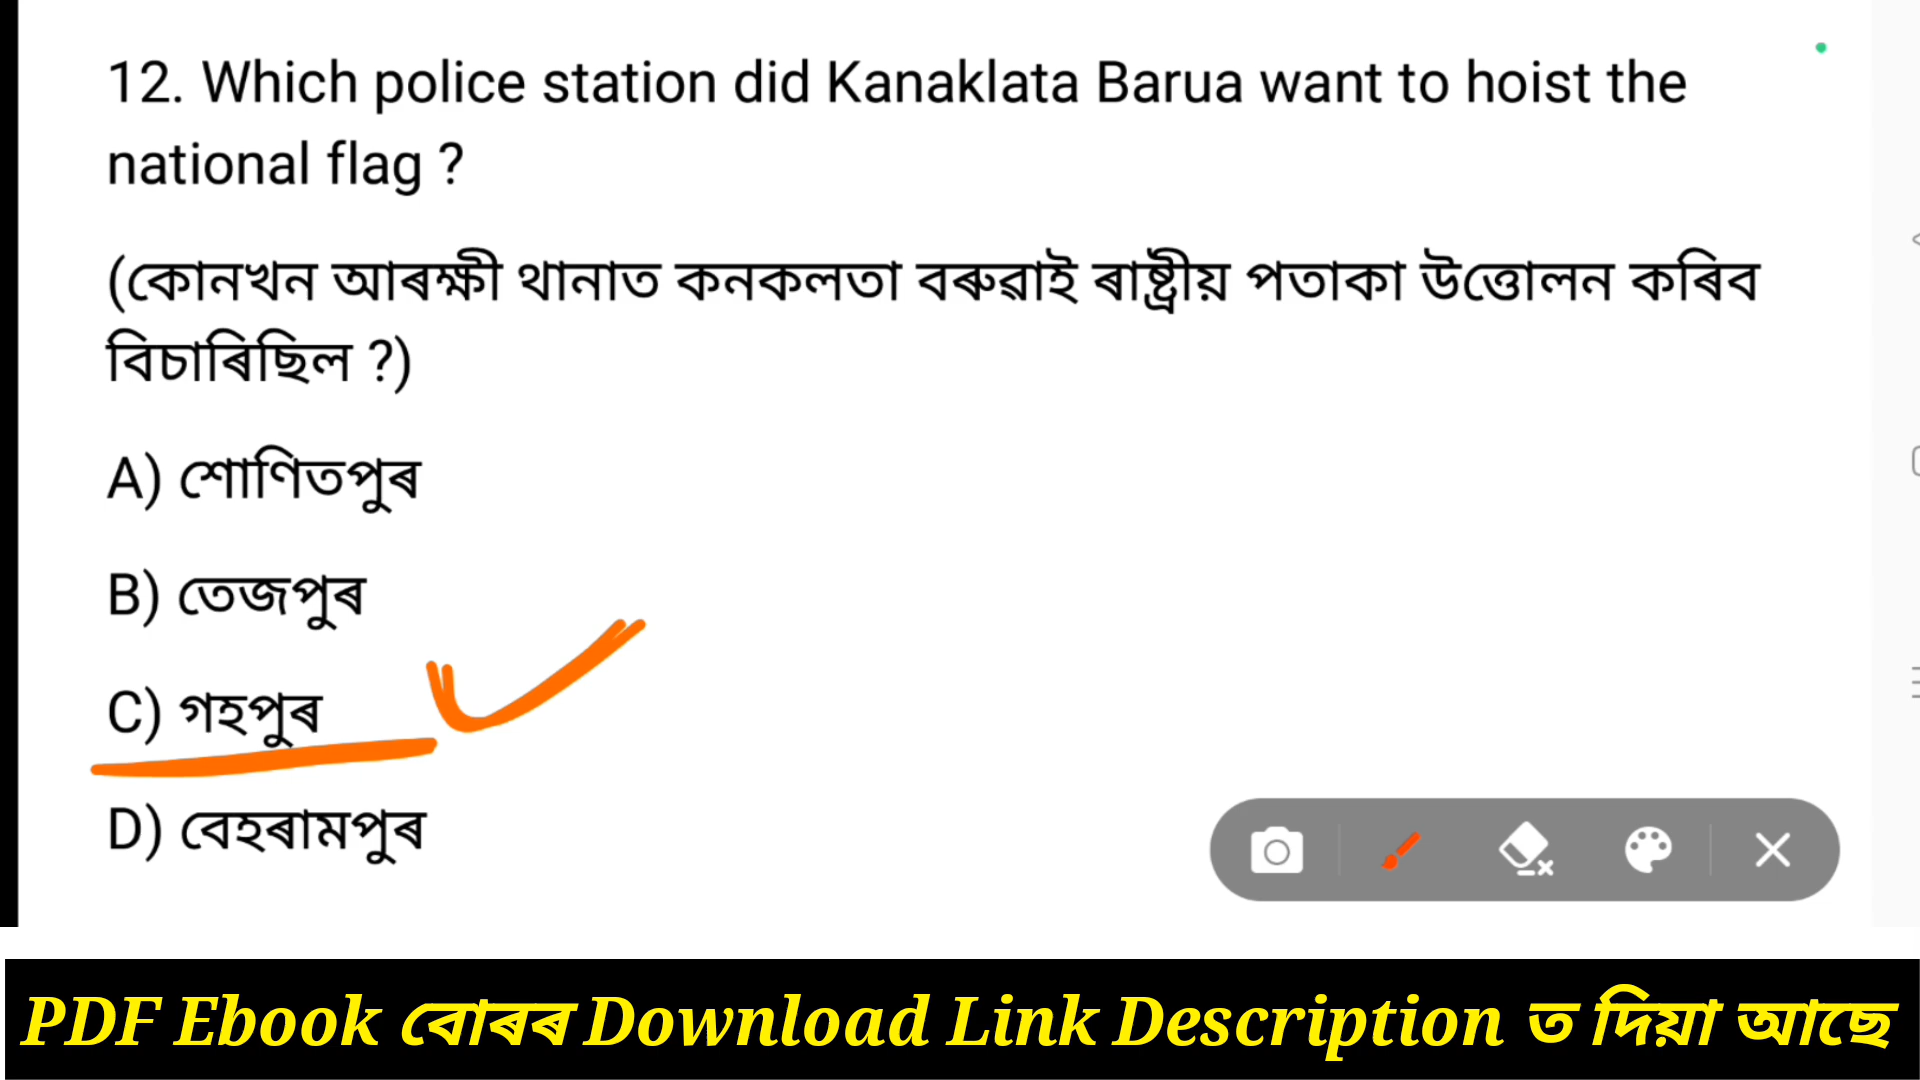 12. Which police station did Kanaklata Barua want to hoist the
national flag ?
(কোনখন আৰক্ষী থানাত কনকলতা বৰুৱাই ৰাষ্ট্ৰীয় পতাকা উত্তোলন কৰিব
বিচাৰিছিল ?)
A) শোণিতপুৰ
B) তেজপুৰ
C) গহপুৰ
D) বেহৰামপুৰ
PDF Ebook বোৰৰ Download Link Description ত দিয়া আছে